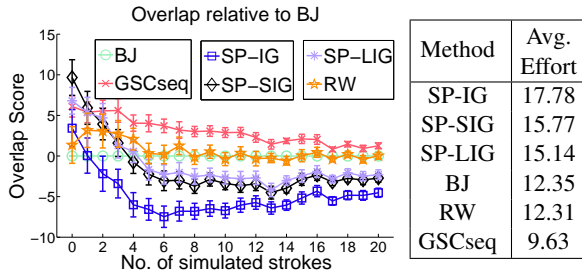 Overlap relative to BJ
15
10
5
0
−5
−10
Overlap Score
BJ
GSCseq
SP−IG
SP−SIG
SP−LIG
RW
0 2 4 6 8 10 12 14 16 18 20
No. of simulated strokes
Method Avg. Effort
SP-IG 17.78
SP-SIG 15.77
SP-LIG 15.14
BJ 12.35
RW 12.31
GSCseq 9.63